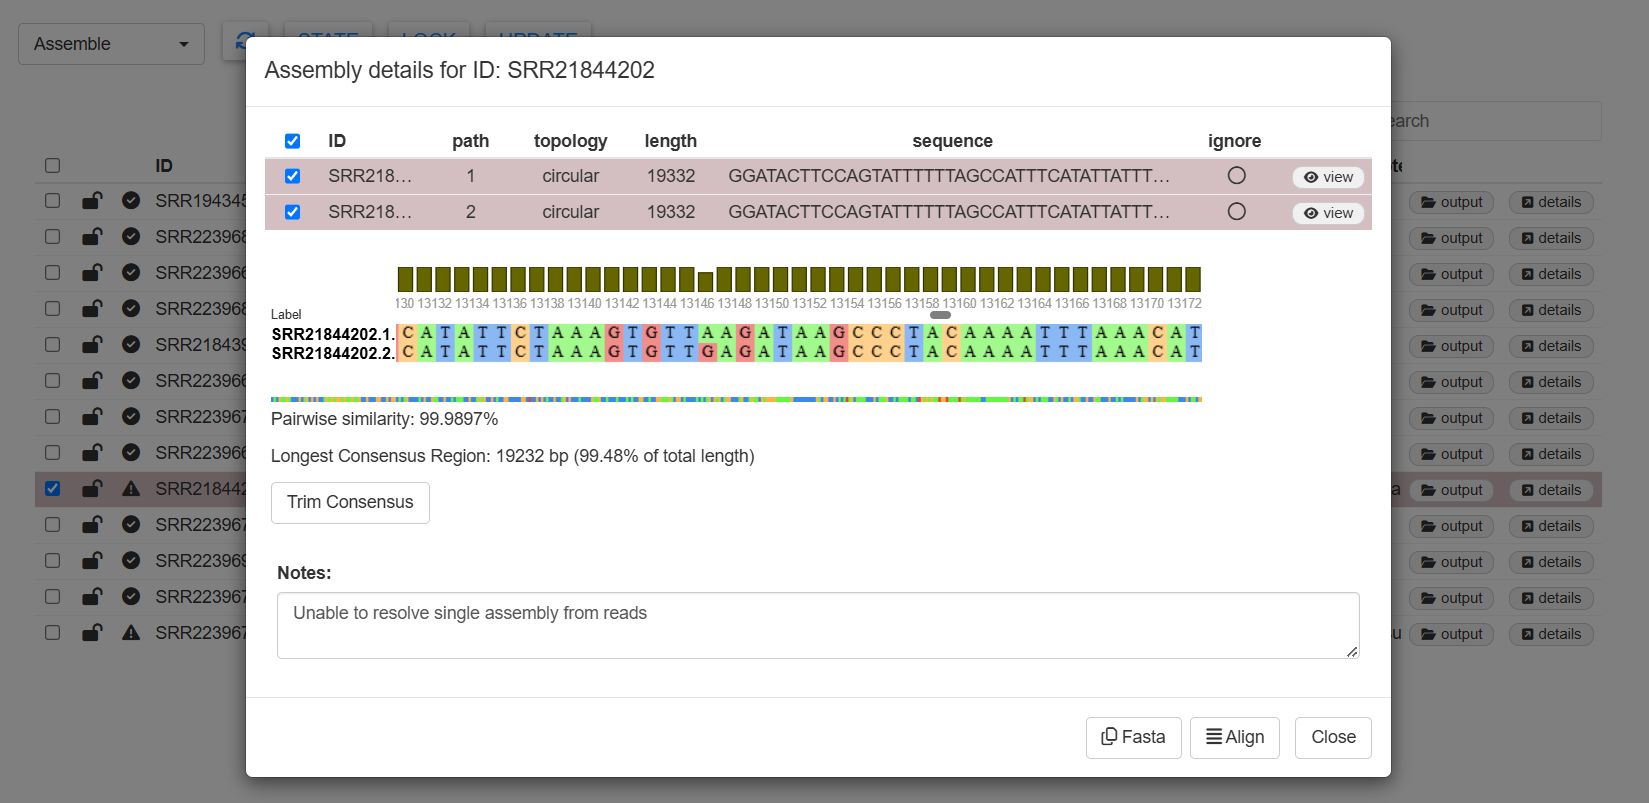 Assemble
STATE LOCK UPDATE
Assembly details for ID: SRR21844202
earch
ID path topology length sequence ignore
SRR218… 1 circular 19332 GGATACTTCCAGTATTTTTTAGCCATTTCATATTATTT… view
SRR218… 2 circular 19332 GGATACTTCCAGTATTTTTTAGCCATTTCATATTATTT… view
130 13132 13134 13136 13138 13140 13142 13144 13146 13148 13150 13152 13154 13156 13158 13160 13162 13164 13166 13168 13170 13172
Label
SRR21844202.1. C A T A T T C T A A A G T G T T A A G A T A A G C C C T A C A A A A T T T A A A C A T
SRR21844202.2. C A T A T T C T A A A G T G T T G A G A T A A G C C C T A C A A A A T T T A A A C A T
Pairwise similarity: 99.9897%
Longest Consensus Region: 19232 bp (99.48% of total length)
Trim Consensus
Notes:
Unable to resolve single assembly from reads
Fasta Align Close
ID
SRR194345 output details
SRR223968 output details
SRR223966 output details
SRR223968 output details
SRR218439 output details
SRR223966 output details
SRR223967 output details
SRR223966 output details
SRR218442 a output details
SRR223967 output details
SRR223969 output details
SRR223967 output details
SRR223967 su output details